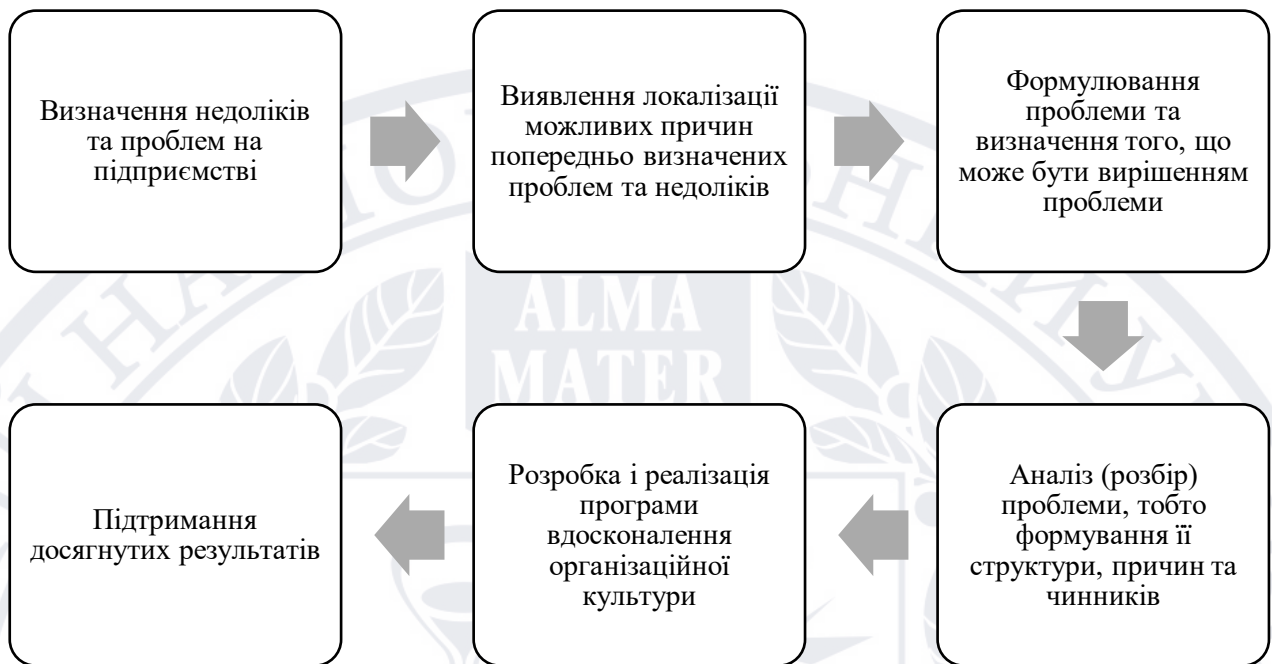 Визначення недоліків
та проблем на
підприємстві
Виявлення локалізації
можливих причин
попередньо визначених
проблем та недоліків
Формулювання
проблеми та
визначення того, що
може бути вирішенням
проблеми
Аналіз (розбір)
проблеми, тобто
формування її
структури, причин та
чинників
Розробка і реалізація
програми
вдосконалення
організаційної
культури
Підтримання
досягнутих результатів
ALMA
MATER